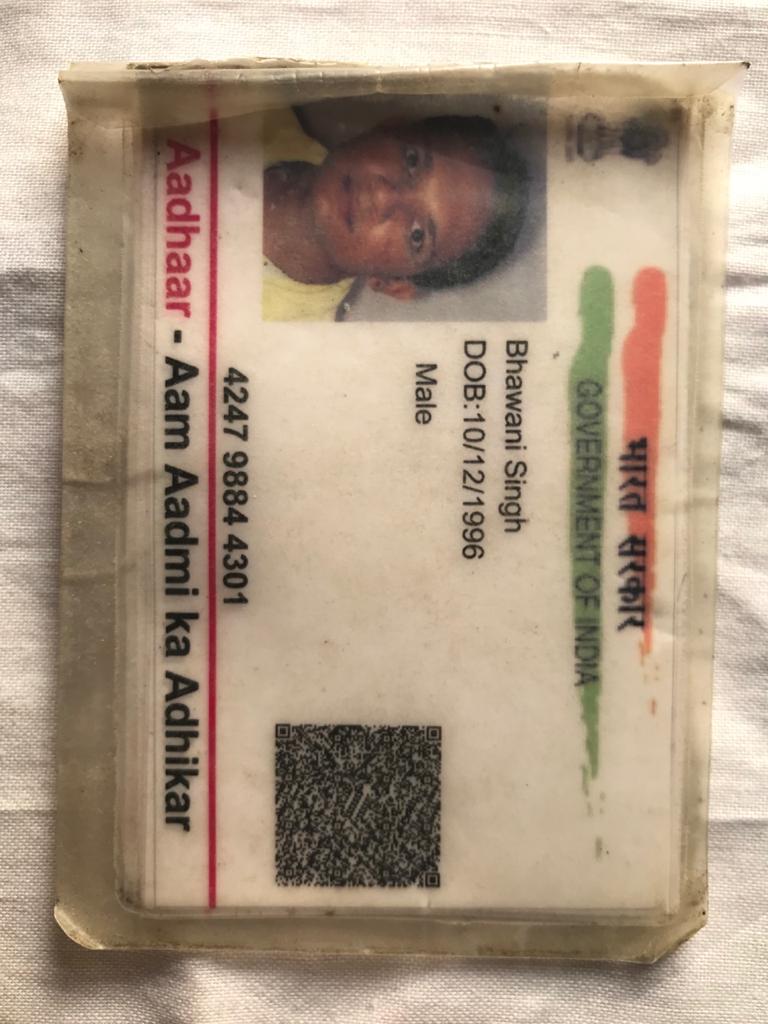 भारत सरकार
GOVERNMENT OF INDIA
Bhawani Singh
DOB:10/12/1996
Male
4247 9884 4301
Aadhaar - Aam Aadmi ka Adhikar